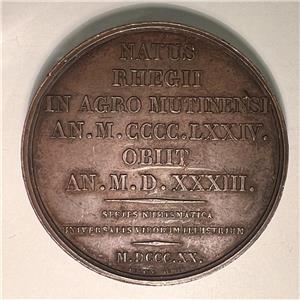 NATUS
RHEGII
IN AGRO MUTINENSI
AN. M. CCCC. LXXIV.
OBIIT
AN. M. D. XXXIII.
SERIES NUMISMATICA
UNIVERSALIS VIRORUM ILLUSTRIUM
M. DCCC. XX.